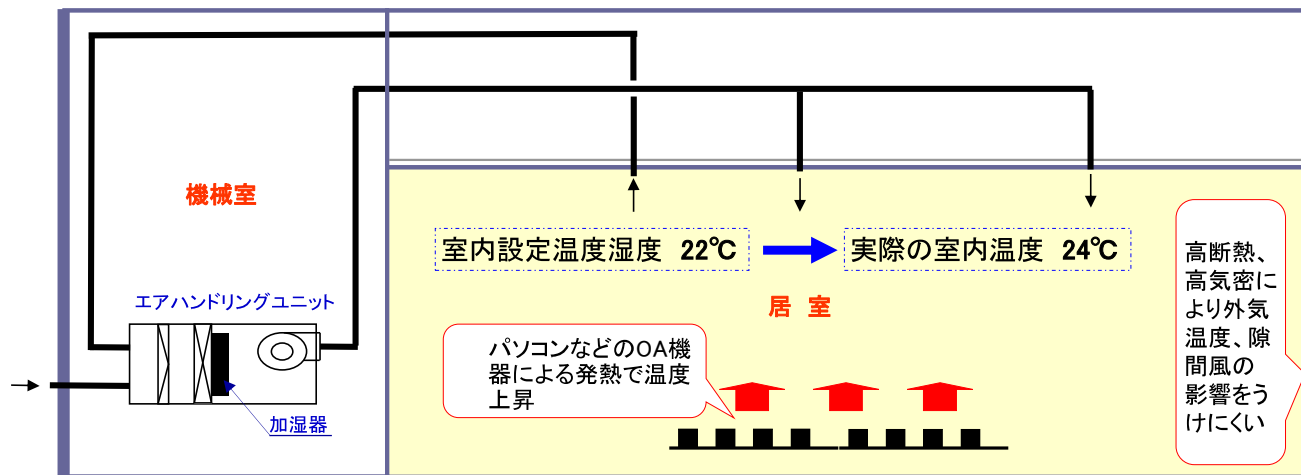 機械室
室内設定温度湿度 22℃
実際の室内温度 24℃
高断熱、
高気密に
より外気
温度、隙
間風の
影響をう
けにくい
エアハンドリングユニット
居 室
パソコンなどのOA機
器による発熱で温度
上昇
加湿器